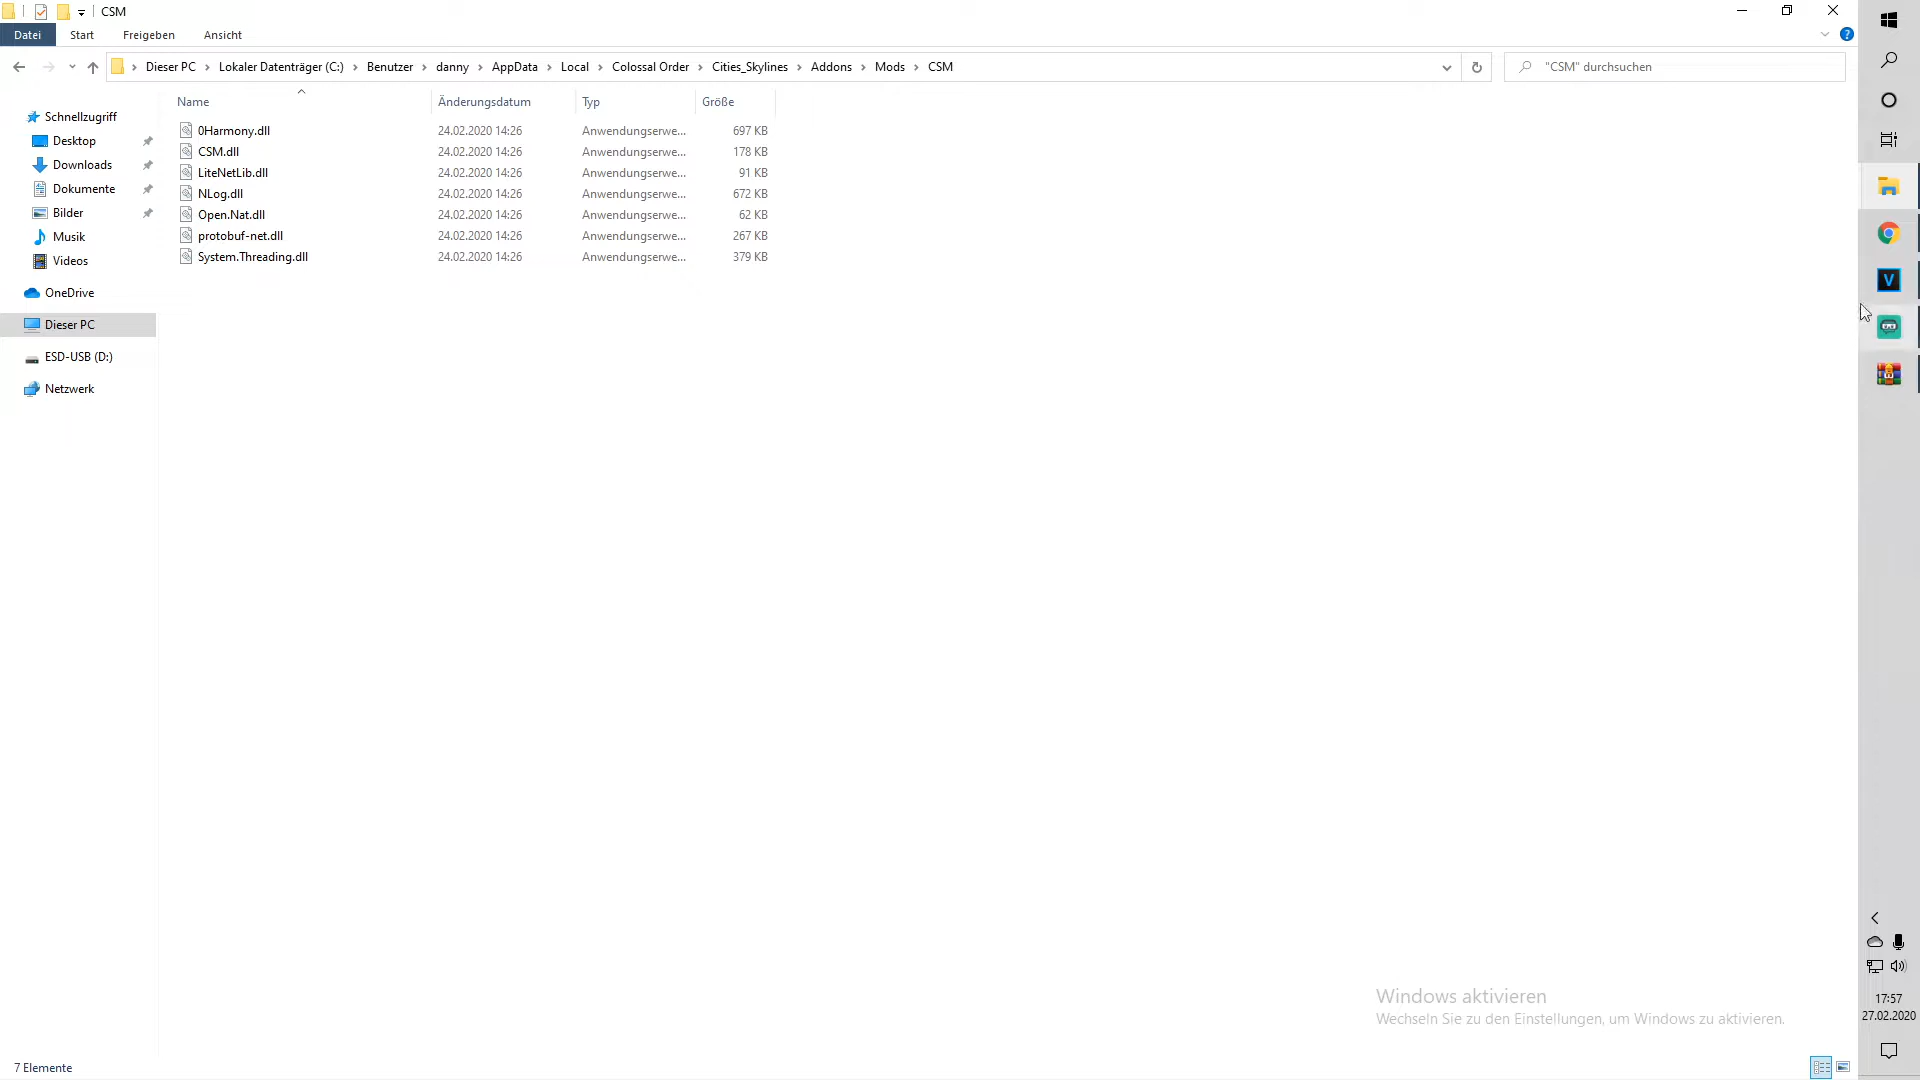 CSM
Datei Start Freigeben Ansicht
Dieser PC Lokaler Datenträger (C:) Benutzer danny AppData Local Colossal Order Cities_Skylines Addons Mods CSM
"CSM" durchsuchen
Name Änderungsdatum Typ Größe
0Harmony.dll 24.02.2020 14:26 Anwendungserwe... 697 KB
CSM.dll 24.02.2020 14:26 Anwendungserwe... 178 KB
LiteNetLib.dll 24.02.2020 14:26 Anwendungserwe... 91 KB
NLog.dll 24.02.2020 14:26 Anwendungserwe... 672 KB
Open.Nat.dll 24.02.2020 14:26 Anwendungserwe... 62 KB
protobuf-net.dll 24.02.2020 14:26 Anwendungserwe... 267 KB
System.Threading.dll 24.02.2020 14:26 Anwendungserwe... 379 KB
Schnellzugriff
Desktop
Downloads
Dokumente
Bilder
Musik
Videos
OneDrive
Dieser PC
ESD-USB (D:)
Netzwerk
Windows aktivieren
Wechseln Sie zu den Einstellungen, um Windows zu aktivieren.
7 Elemente
V
17:57
27.02.2020